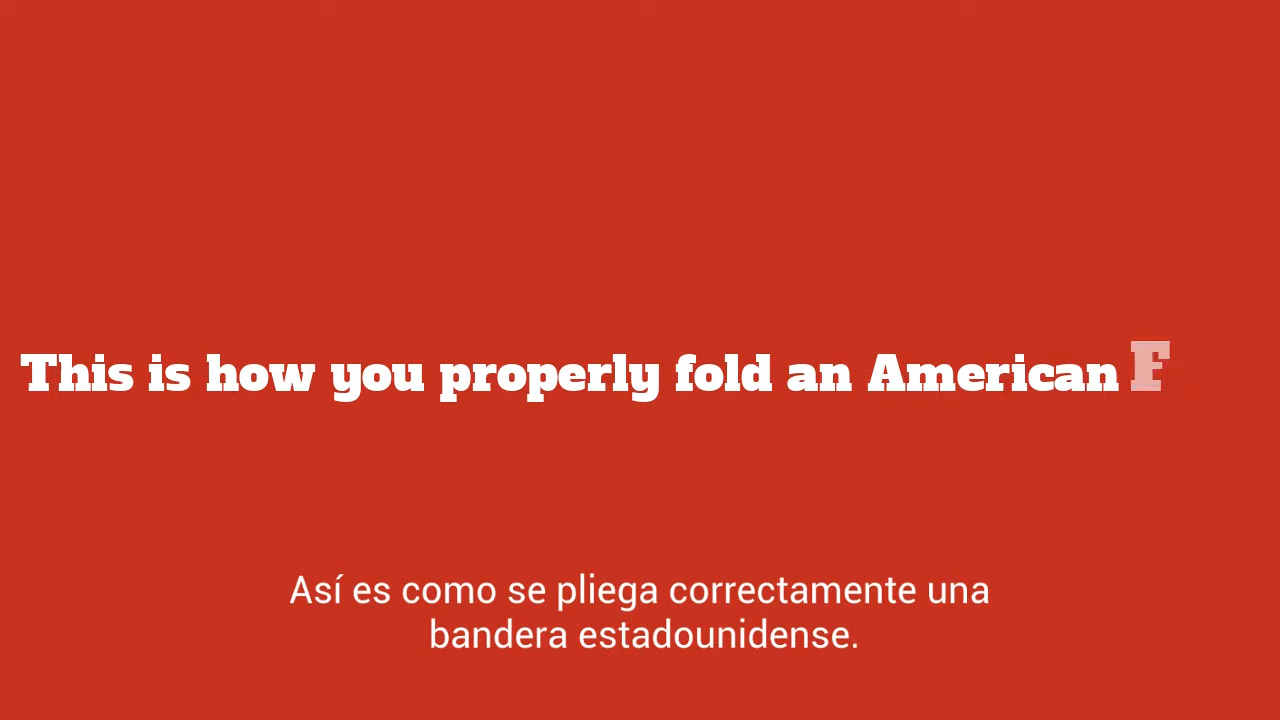 This is how you properly fold an American F
Así es como se pliega correctamente una
bandera estadounidense.